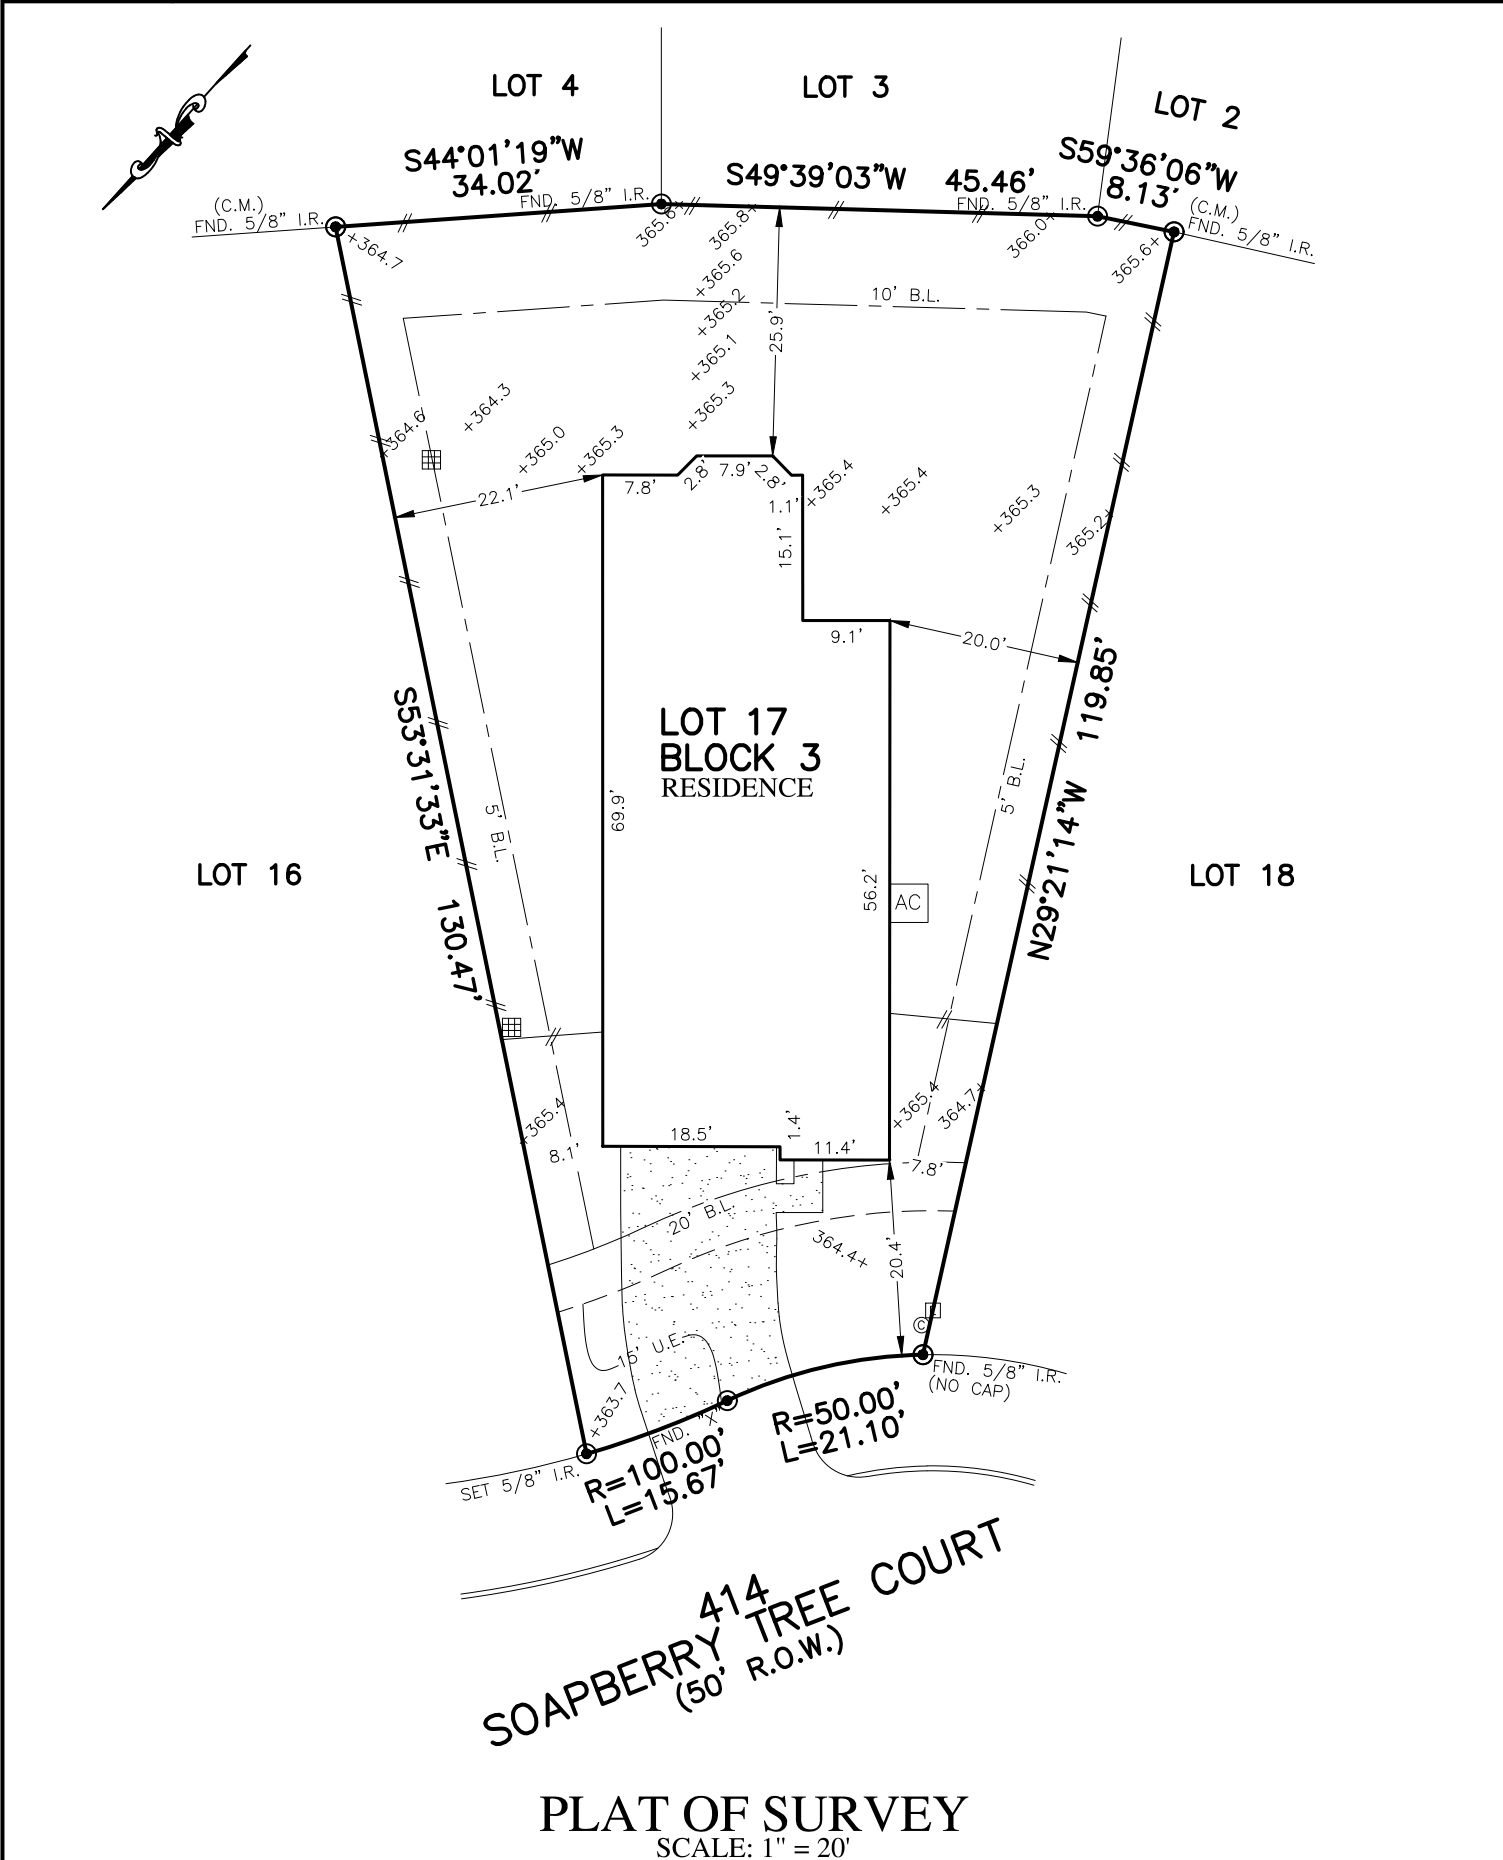 LOT 4
LOT 3
LOT 2
S44°01'19"W
34.02'
S49°39'03"W 45.46'
S59°36'06"W
8.13'
(C.M.)
FND. 5/8" I.R.
FND. 5/8" I.R.
FND. 5/8" I.R.
(C.M.)
FND. 5/8" I.R.
+364.7
365.6+
365.8+
366.0+
365.6+
+365.6
+365.2
10' B.L.
25.9'
+365.1
+365.3
+364.6
+364.3
+365.0
+365.3
22.1'
7.8'
2.8'
7.9'
2.8'
1.1'
15.1'
+365.4
+365.4
+365.3
365.2+
9.1'
20.0'
LOT 17
BLOCK 3
RESIDENCE
69.9'
56.2'
AC
5' B.L.
5' B.L.
S53°31'33"E 130.47'
N29°21'14"W 119.85'
LOT 16
LOT 18
+365.4
8.1'
18.5'
1.4'
11.4'
+365.4
364.7+
7.8'
20' B.L.
364.4+
20.4'
15' U.E.
E
C
+363.7
FND. "X"
FND. 5/8" I.R.
(NO CAP)
SET 5/8" I.R.
R=100.00'
L=15.67'
R=50.00'
L=21.10'
414
SOAPBERRY TREE COURT
(50' R.O.W.)
PLAT OF SURVEY
SCALE: 1" = 20'